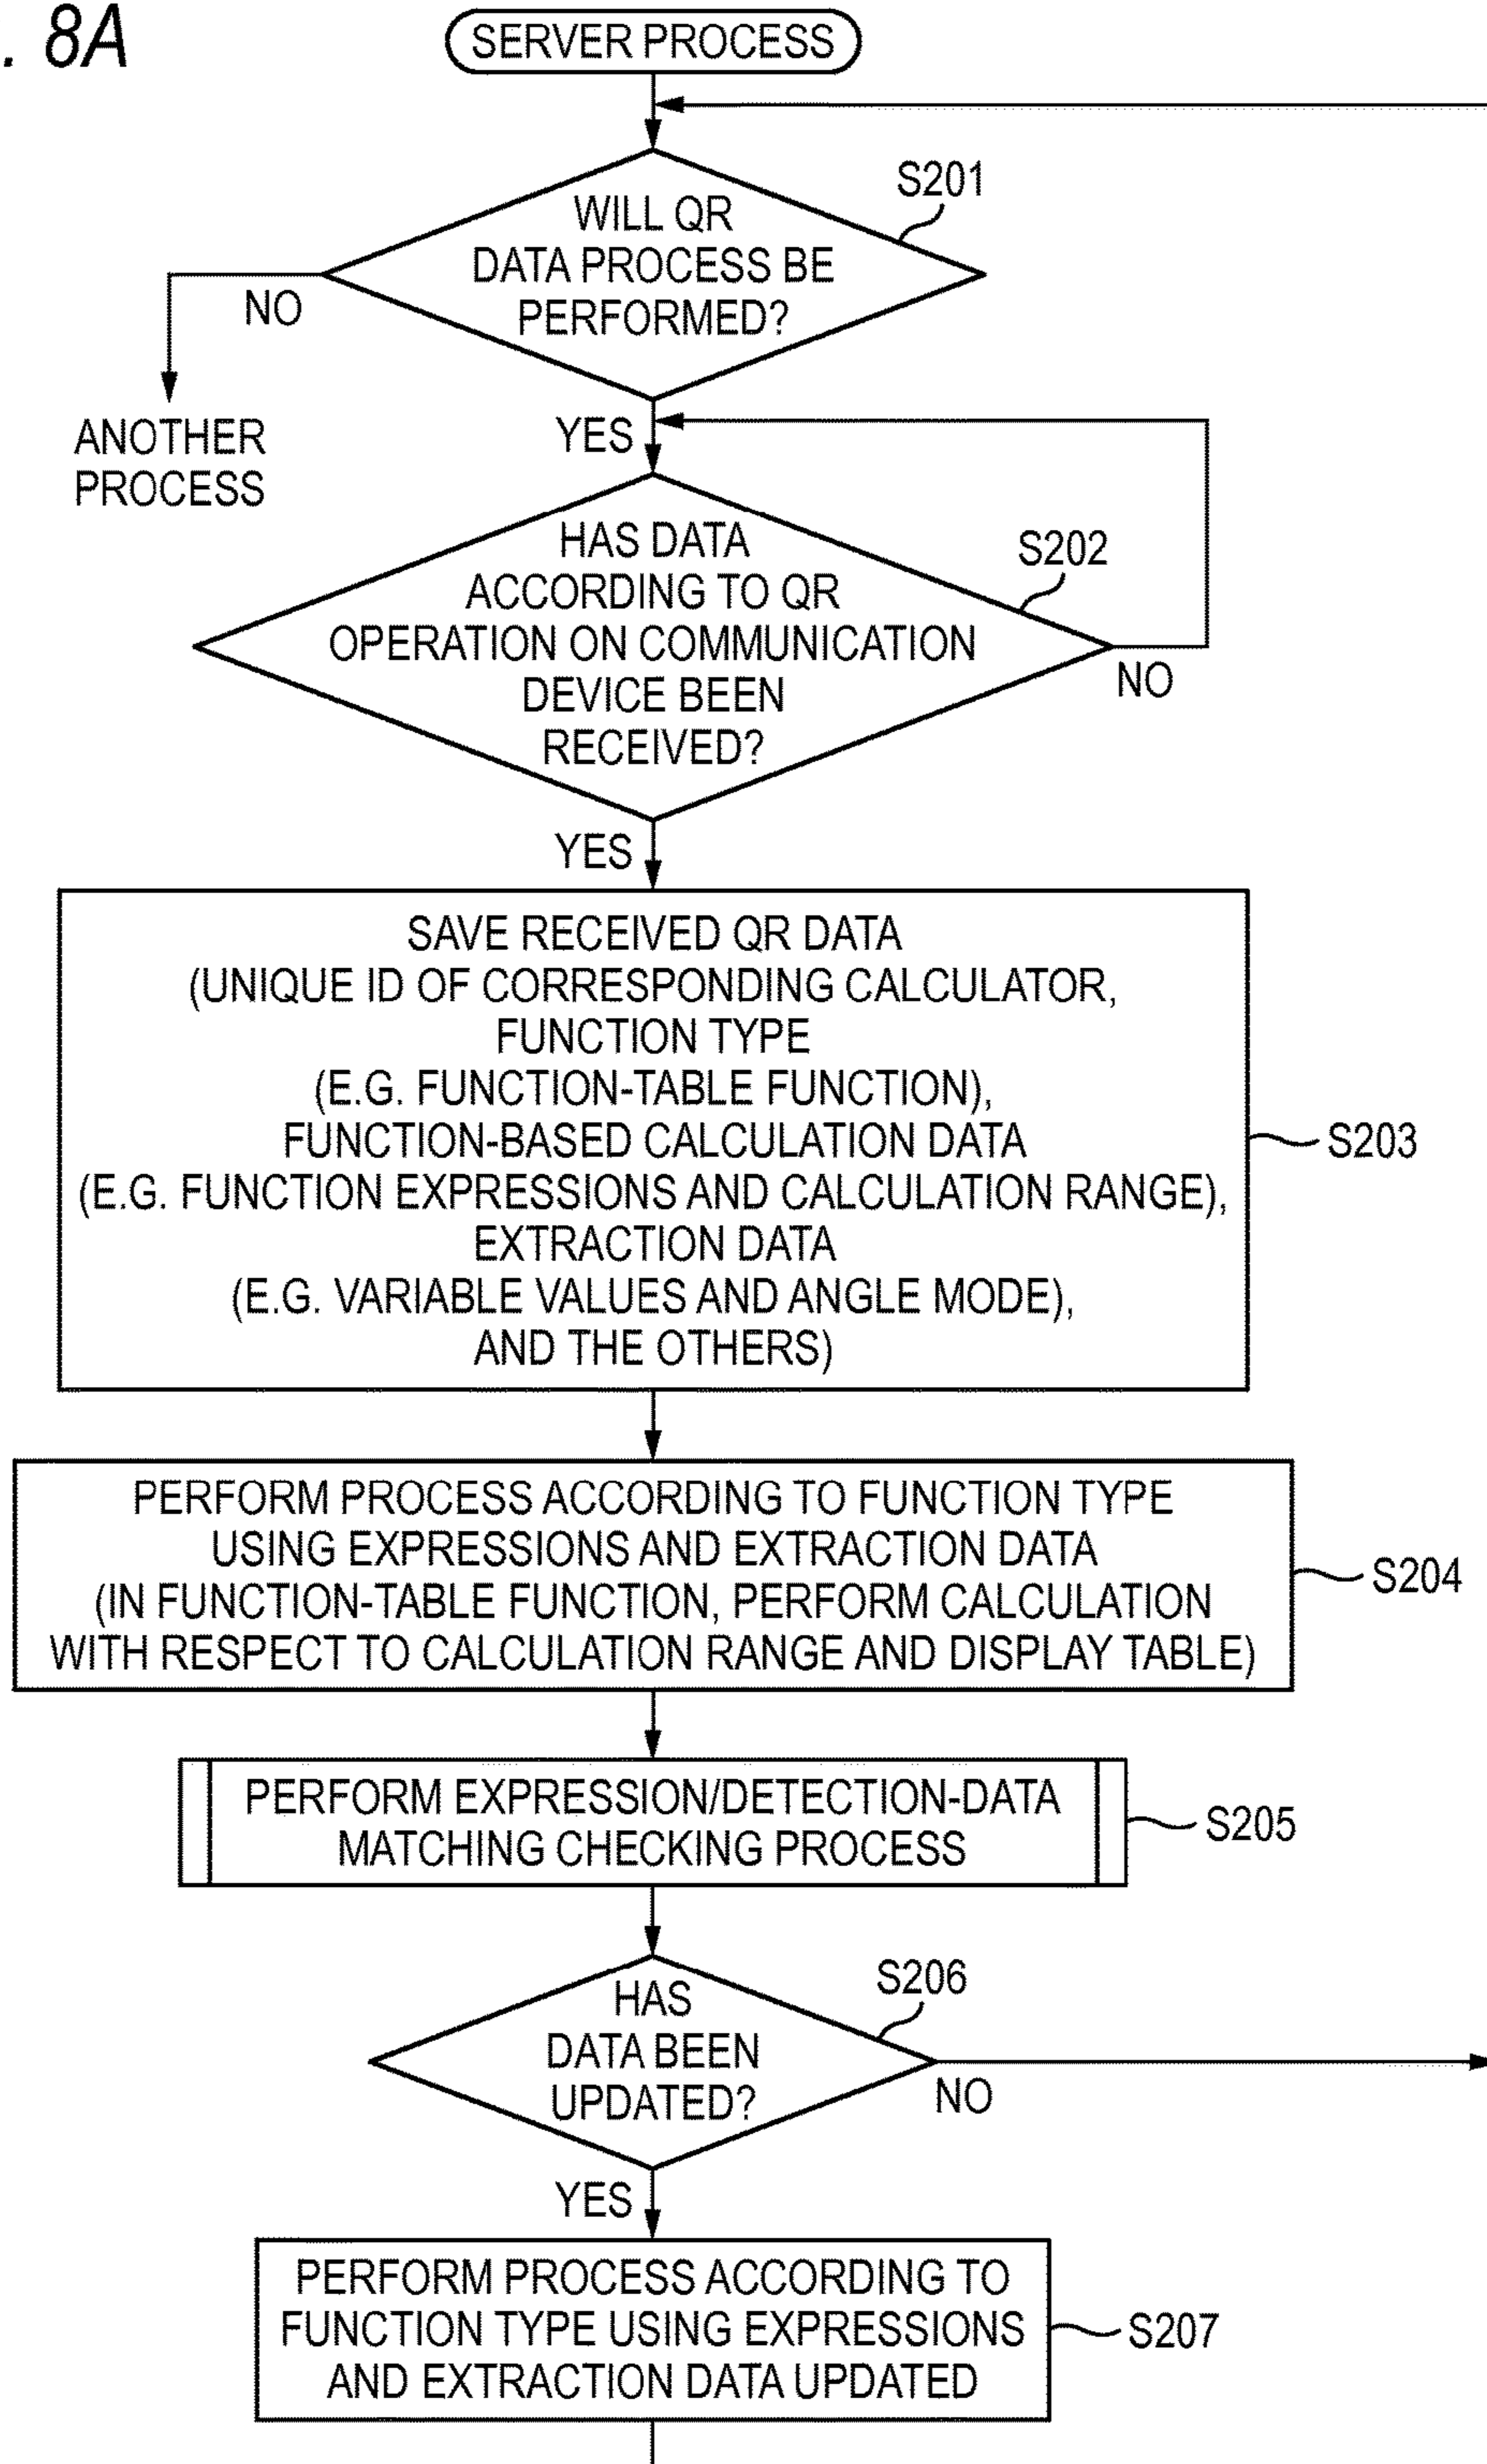 . 8A
SERVER PROCESS
S201
WILL QR
DATA PROCESS BE
PERFORMED?
NO
ANOTHER
PROCESS
YES
S202
HAS DATA
ACCORDING TO QR
OPERATION ON COMMUNICATION
DEVICE BEEN
RECEIVED?
NO
YES
SAVE RECEIVED QR DATA
(UNIQUE ID OF CORRESPONDING CALCULATOR,
FUNCTION TYPE
(E.G. FUNCTION-TABLE FUNCTION),
FUNCTION-BASED CALCULATION DATA
(E.G. FUNCTION EXPRESSIONS AND CALCULATION RANGE),
EXTRACTION DATA
(E.G. VARIABLE VALUES AND ANGLE MODE),
AND THE OTHERS)
S203
PERFORM PROCESS ACCORDING TO FUNCTION TYPE
USING EXPRESSIONS AND EXTRACTION DATA
(IN FUNCTION-TABLE FUNCTION, PERFORM CALCULATION
WITH RESPECT TO CALCULATION RANGE AND DISPLAY TABLE)
S204
PERFORM EXPRESSION/DETECTION-DATA
MATCHING CHECKING PROCESS
S205
S206
HAS
DATA BEEN
UPDATED?
NO
YES
PERFORM PROCESS ACCORDING TO
FUNCTION TYPE USING EXPRESSIONS
AND EXTRACTION DATA UPDATED
S207